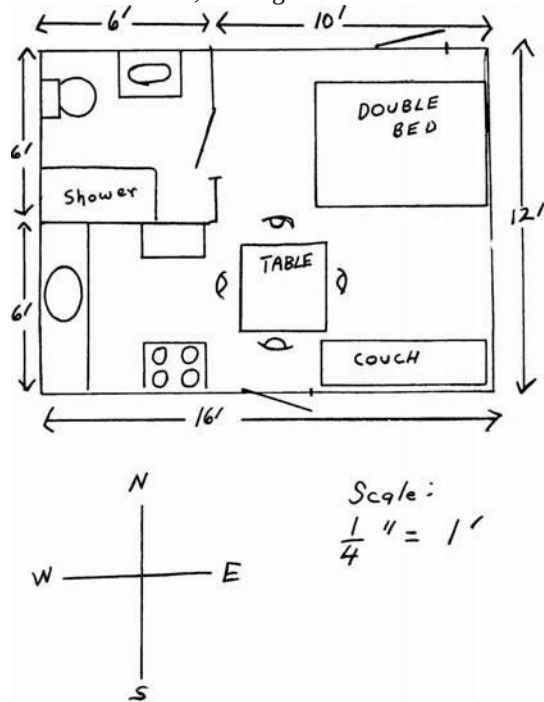 6'
10'
DOUBLE
BED
6'
Shower
12'
TABLE
6'
COUCH
16'
N
Scale:
1/4 " = 1'
W E
S